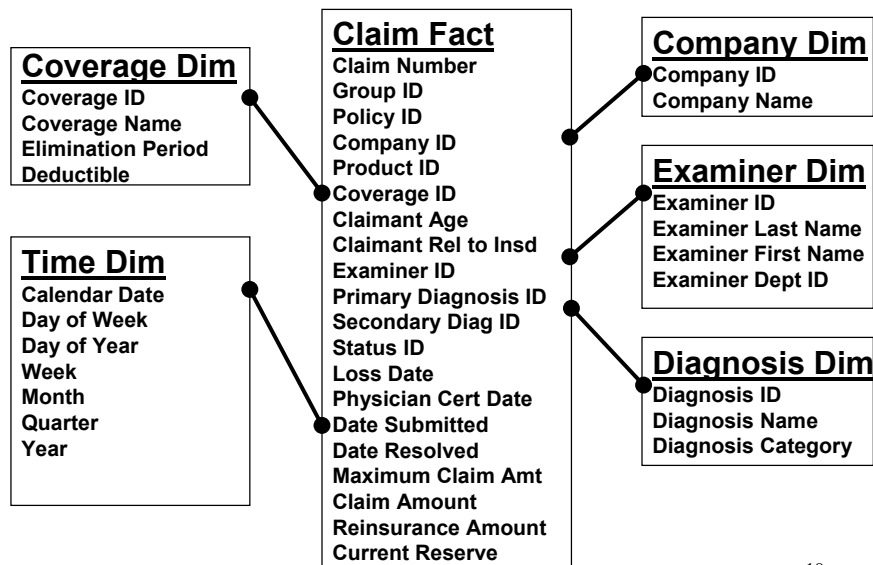 Coverage Dim
Coverage ID
Coverage Name
Elimination Period
Deductible
Time Dim
Calendar Date
Day of Week
Day of Year
Week
Month
Quarter
Year
Claim Fact
Claim Number
Group ID
Policy ID
Company ID
Product ID
Coverage ID
Claimant Age
Claimant Rel to Insd
Examiner ID
Primary Diagnosis ID
Secondary Diag ID
Status ID
Loss Date
Physician Cert Date
Date Submitted
Date Resolved
Maximum Claim Amt
Claim Amount
Reinsurance Amount
Current Reserve
Company Dim
Company ID
Company Name
Examiner Dim
Examiner ID
Examiner Last Name
Examiner First Name
Examiner Dept ID
Diagnosis Dim
Diagnosis ID
Diagnosis Name
Diagnosis Category